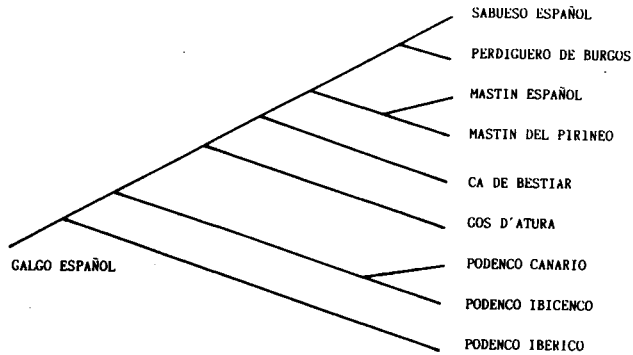 SABUESO ESPAÑOL
PERDIGUERO DE BURGOS
MASTIN ESPAÑOL
MASTIN DEL PIRINEO
CA DE BESTIAR
GOS D'ATURA
GALGO ESPAÑOL
PODENCO CANARIO
PODENCO IBICENCO
PODENCO IBERICO